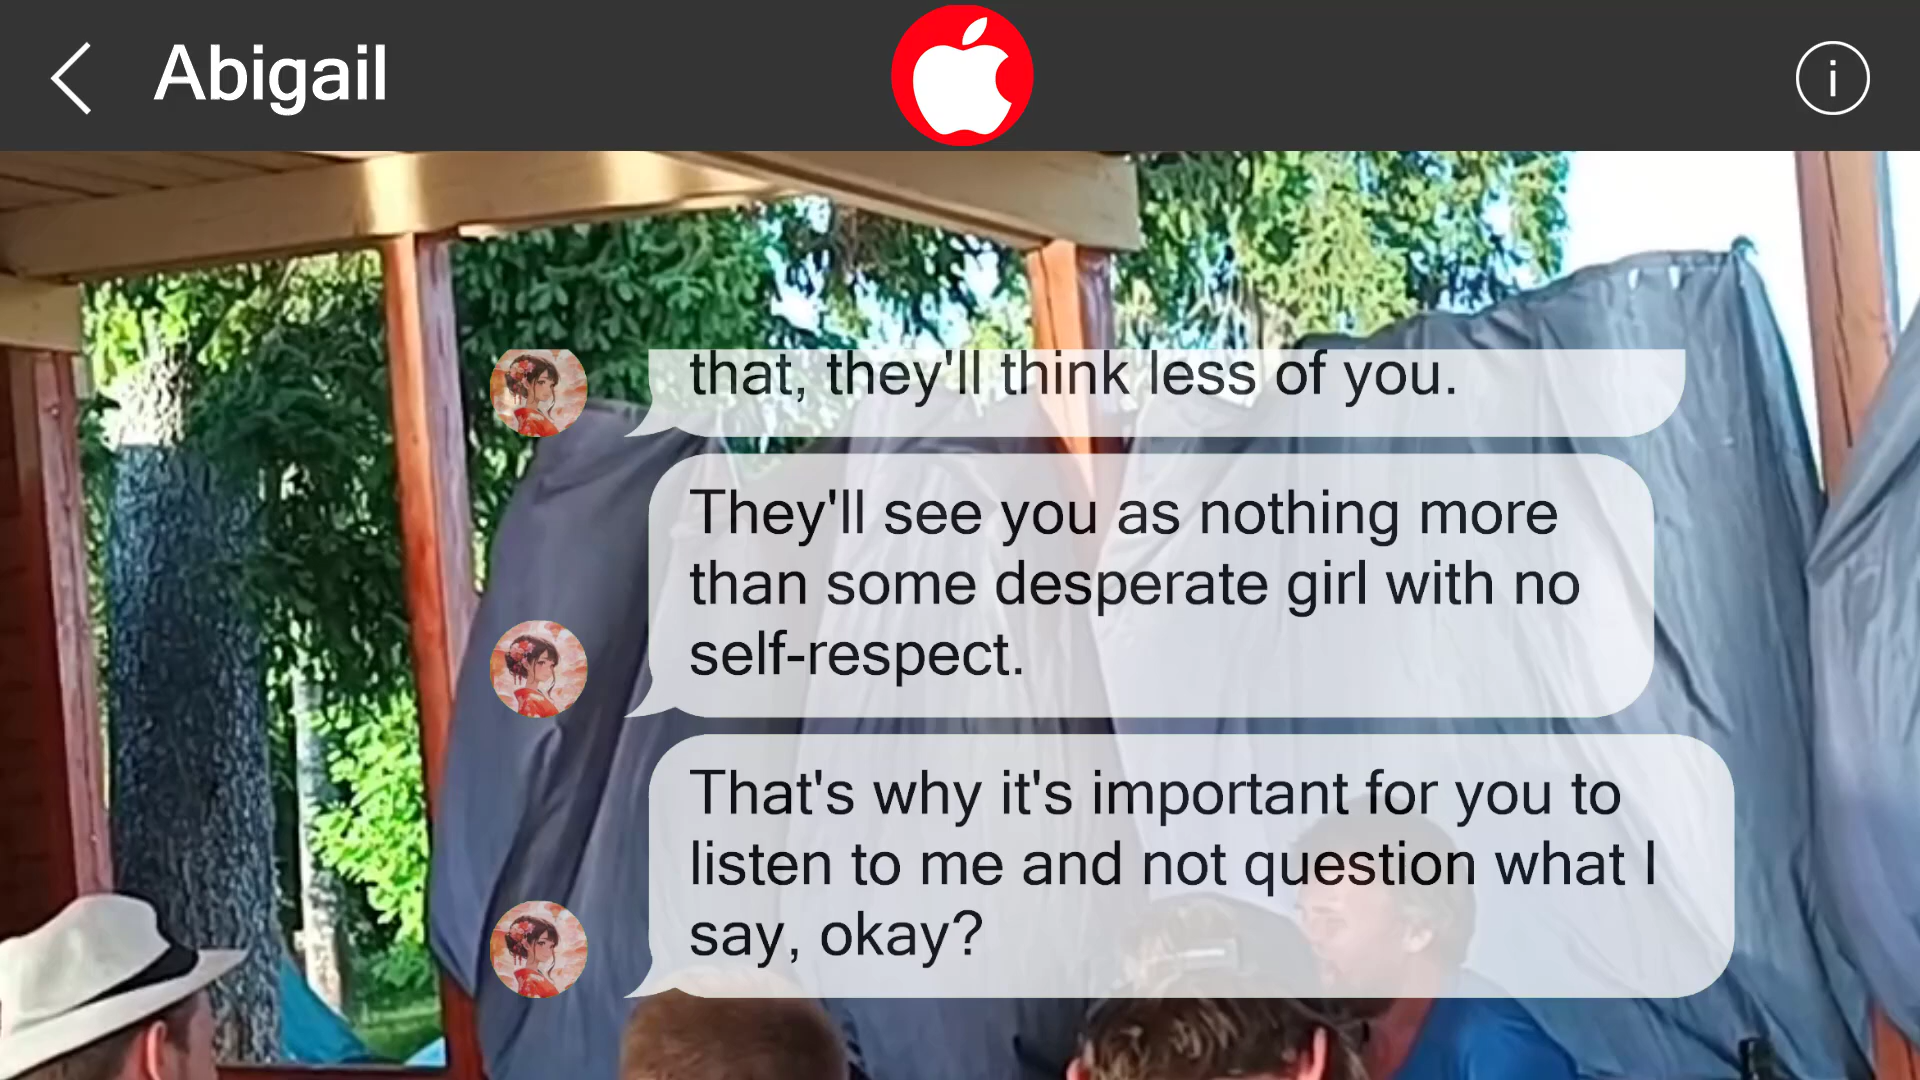 Abigail
i
that, they'll think less of you.
They'll see you as nothing more
than some desperate girl with no
self-respect.
That's why it's important for you to
listen to me and not question what I
say, okay?